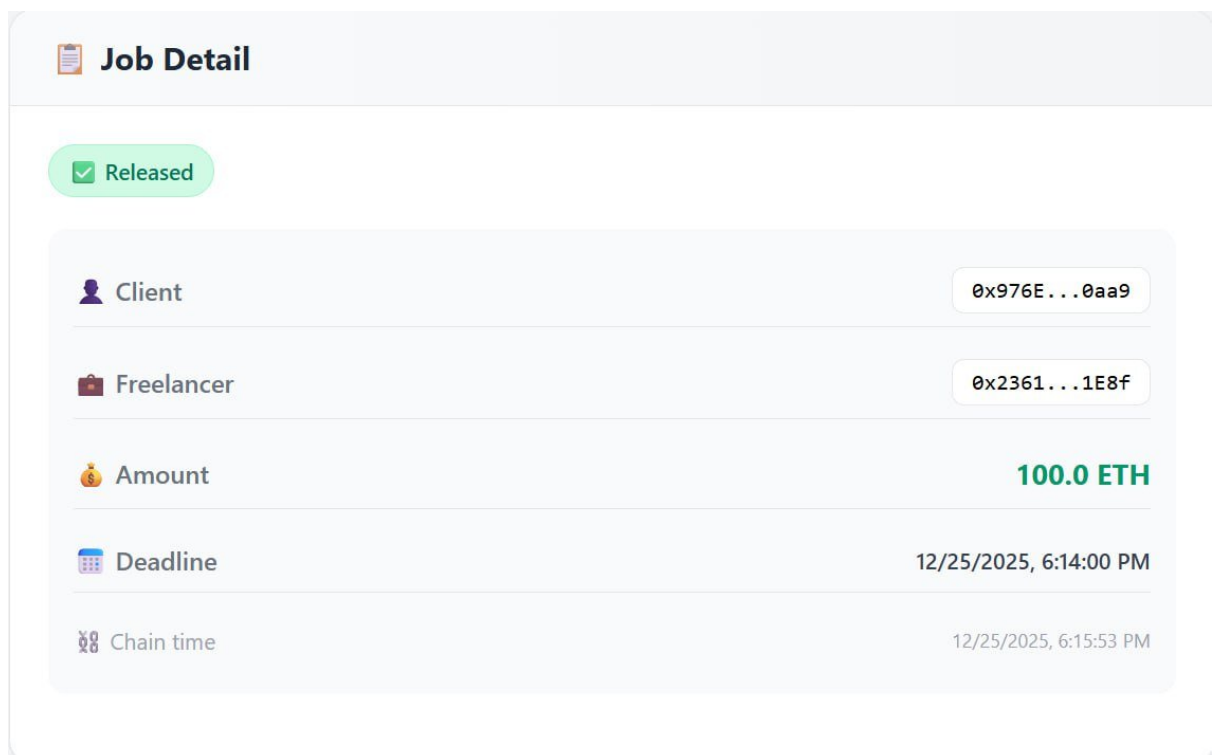 Job Detail
Released
Client 0x976E...0aa9
Freelancer 0x2361...1E8f
Amount 100.0 ETH
Deadline 12/25/2025, 6:14:00 PM
Chain time 12/25/2025, 6:15:53 PM